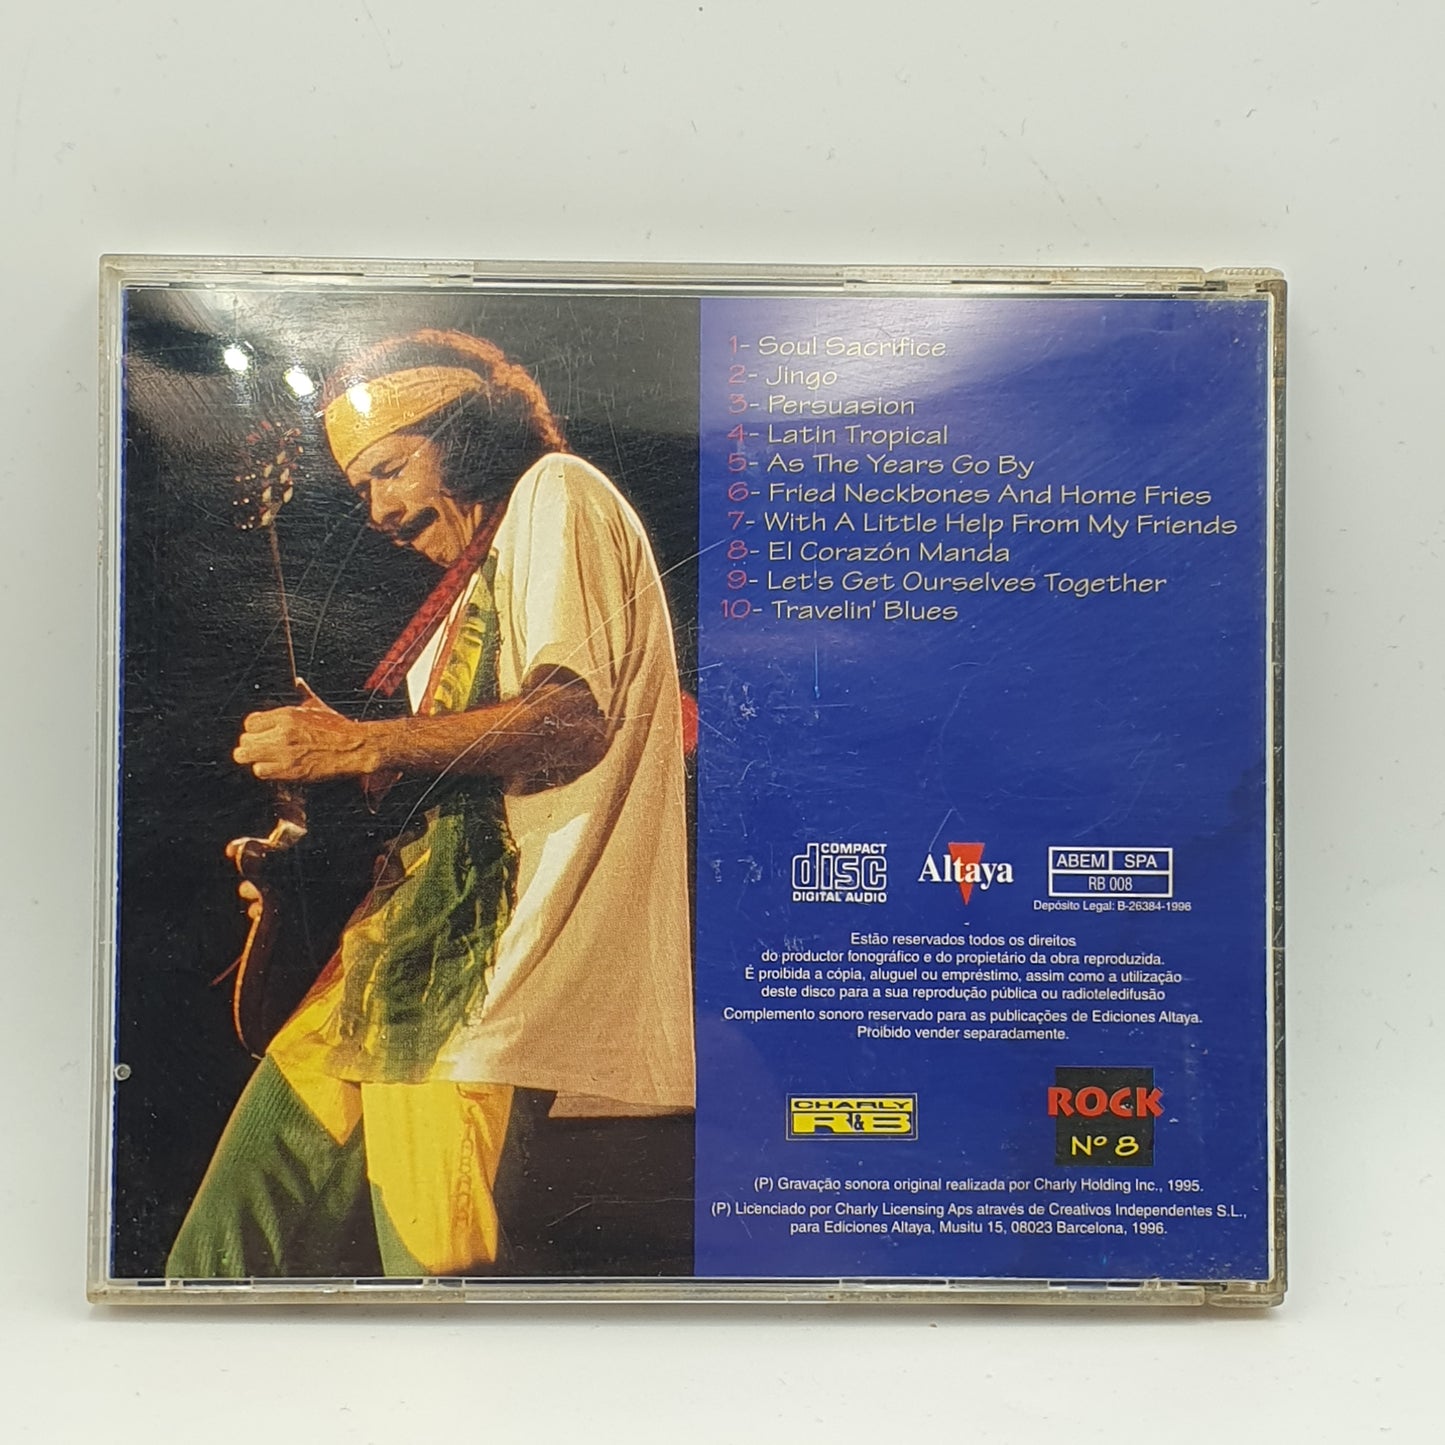 1- Soul Sacrifice
2- Jingo
3- Persuasion
4- Latin Tropical
5- As The Years Go By
6- Fried Neckbones And Home Fries
7- With A Little Help From My Friends
8- El Corazón Manda
9- Let's Get Ourselves Together
10- Travelin' Blues
COMPACT
disc
DIGITAL AUDIO
Altaya
ABEM SPA
RB 008
Depósito Legal: B-26384-1996
Estão reservados todos os direitos
do productor fonográfico e do propietário da obra reproduzida.
É proibida a cópia, aluguel ou empréstimo, assim como a utilização
deste disco para a sua reprodução pública ou radioteledifusão
Complemento sonoro reservado para as publicações de Ediciones Altaya.
Proibido vender separadamente.
CHARLY
R&B
ROCK
Nº 8
(P) Gravação sonora original realizada por Charly Holding Inc., 1995.
(P) Licenciado por Charly Licensing Aps através de Creativos Independentes S.L.,
para Ediciones Altaya, Musitu 15, 08023 Barcelona, 1996.